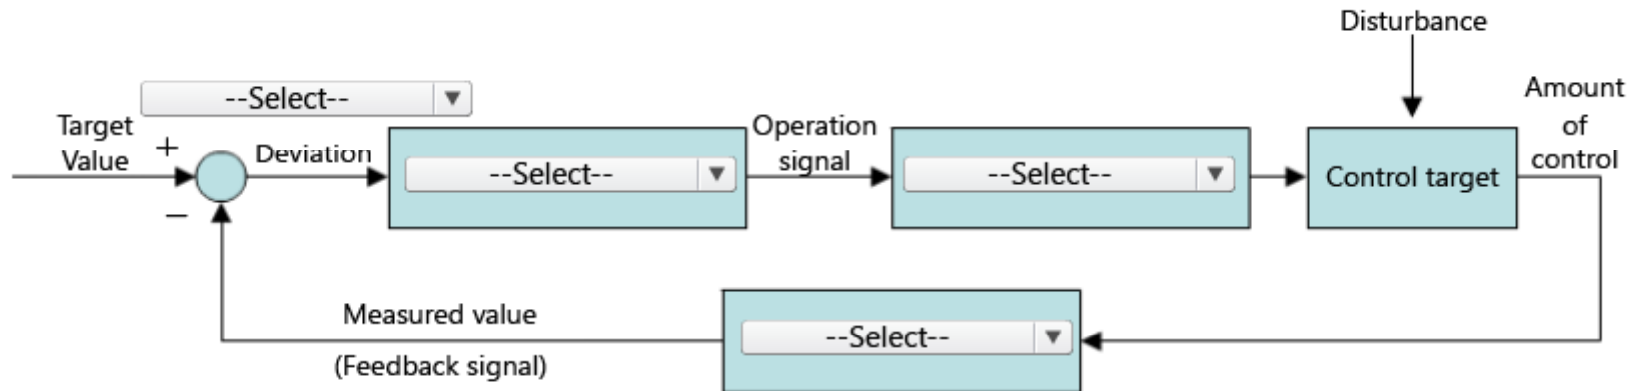 Disturbance
--Select--
Amount
of
control
Target
Value
+
−
Deviation
--Select--
Operation
signal
--Select--
Control target
Measured value
(Feedback signal)
--Select--